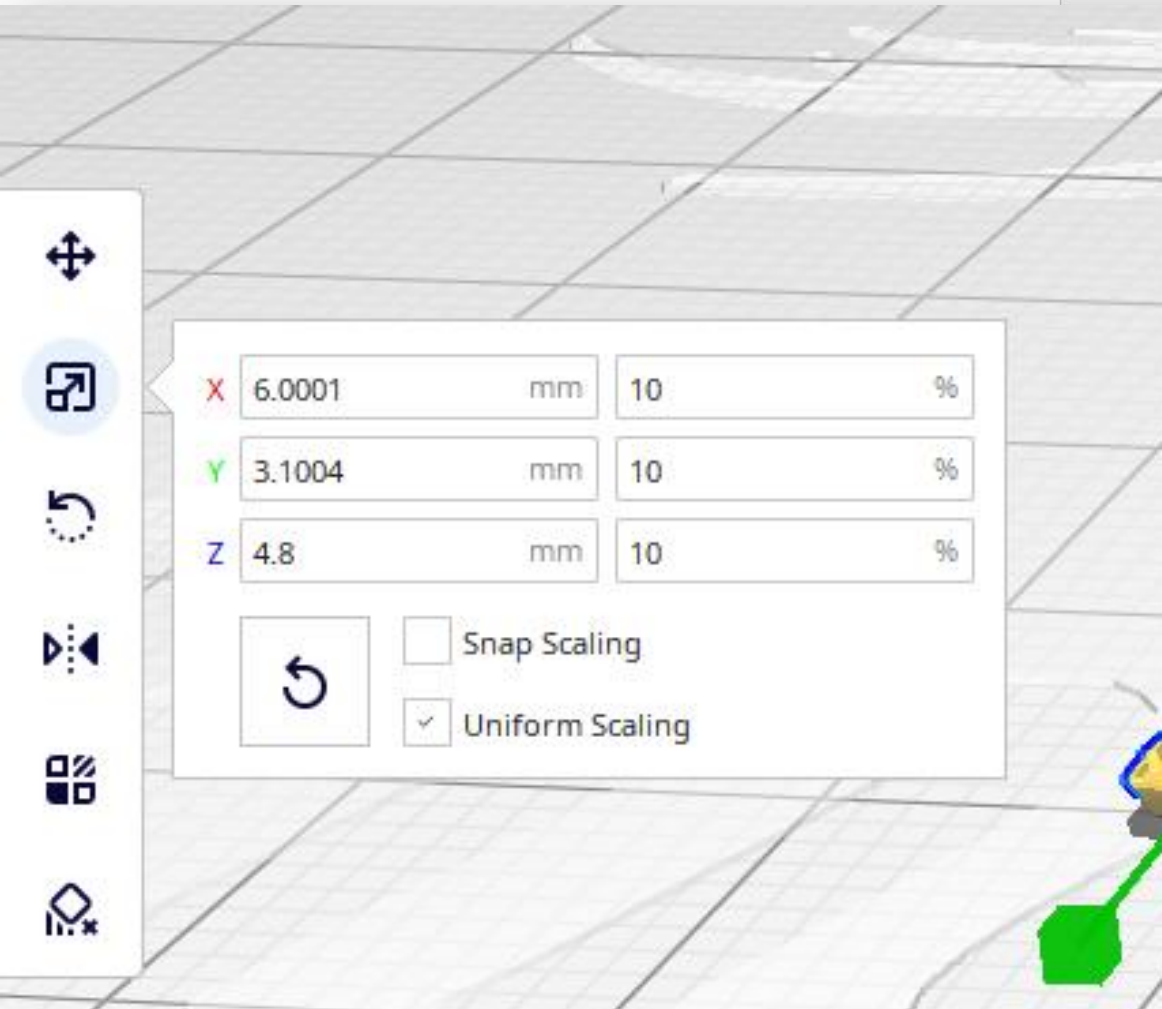 X 6.0001 mm 10 %
Y 3.1004 mm 10 %
Z 4.8 mm 10 %
Snap Scaling
Uniform Scaling